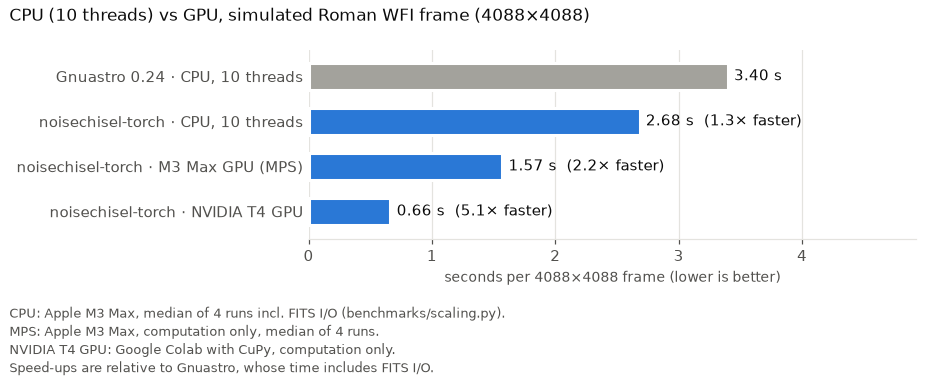 CPU (10 threads) vs GPU, simulated Roman WFI frame (4088×4088)
Gnuastro 0.24 · CPU, 10 threads
3.40 s
noisechisel-torch · CPU, 10 threads
2.68 s (1.3× faster)
noisechisel-torch · M3 Max GPU (MPS)
1.57 s (2.2× faster)
noisechisel-torch · NVIDIA T4 GPU
0.66 s (5.1× faster)
0 1 2 3 4
seconds per 4088×4088 frame (lower is better)
CPU: Apple M3 Max, median of 4 runs incl. FITS I/O (benchmarks/scaling.py).
MPS: Apple M3 Max, computation only, median of 4 runs.
NVIDIA T4 GPU: Google Colab with CuPy, computation only.
Speed-ups are relative to Gnuastro, whose time includes FITS I/O.